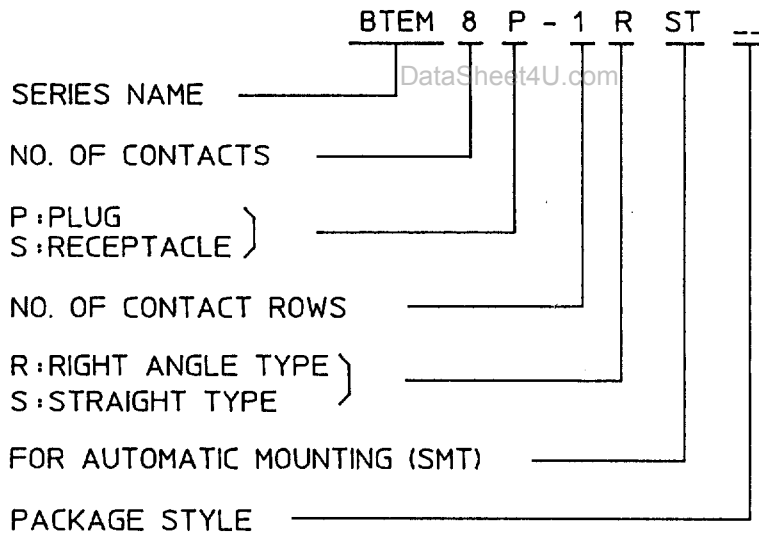 BTEM 8 P - 1 R ST --
DataSheet4U.com
SERIES NAME
NO. OF CONTACTS
P:PLUG
S:RECEPTACLE
NO. OF CONTACT ROWS
R:RIGHT ANGLE TYPE
S:STRAIGHT TYPE
FOR AUTOMATIC MOUNTING (SMT)
PACKAGE STYLE